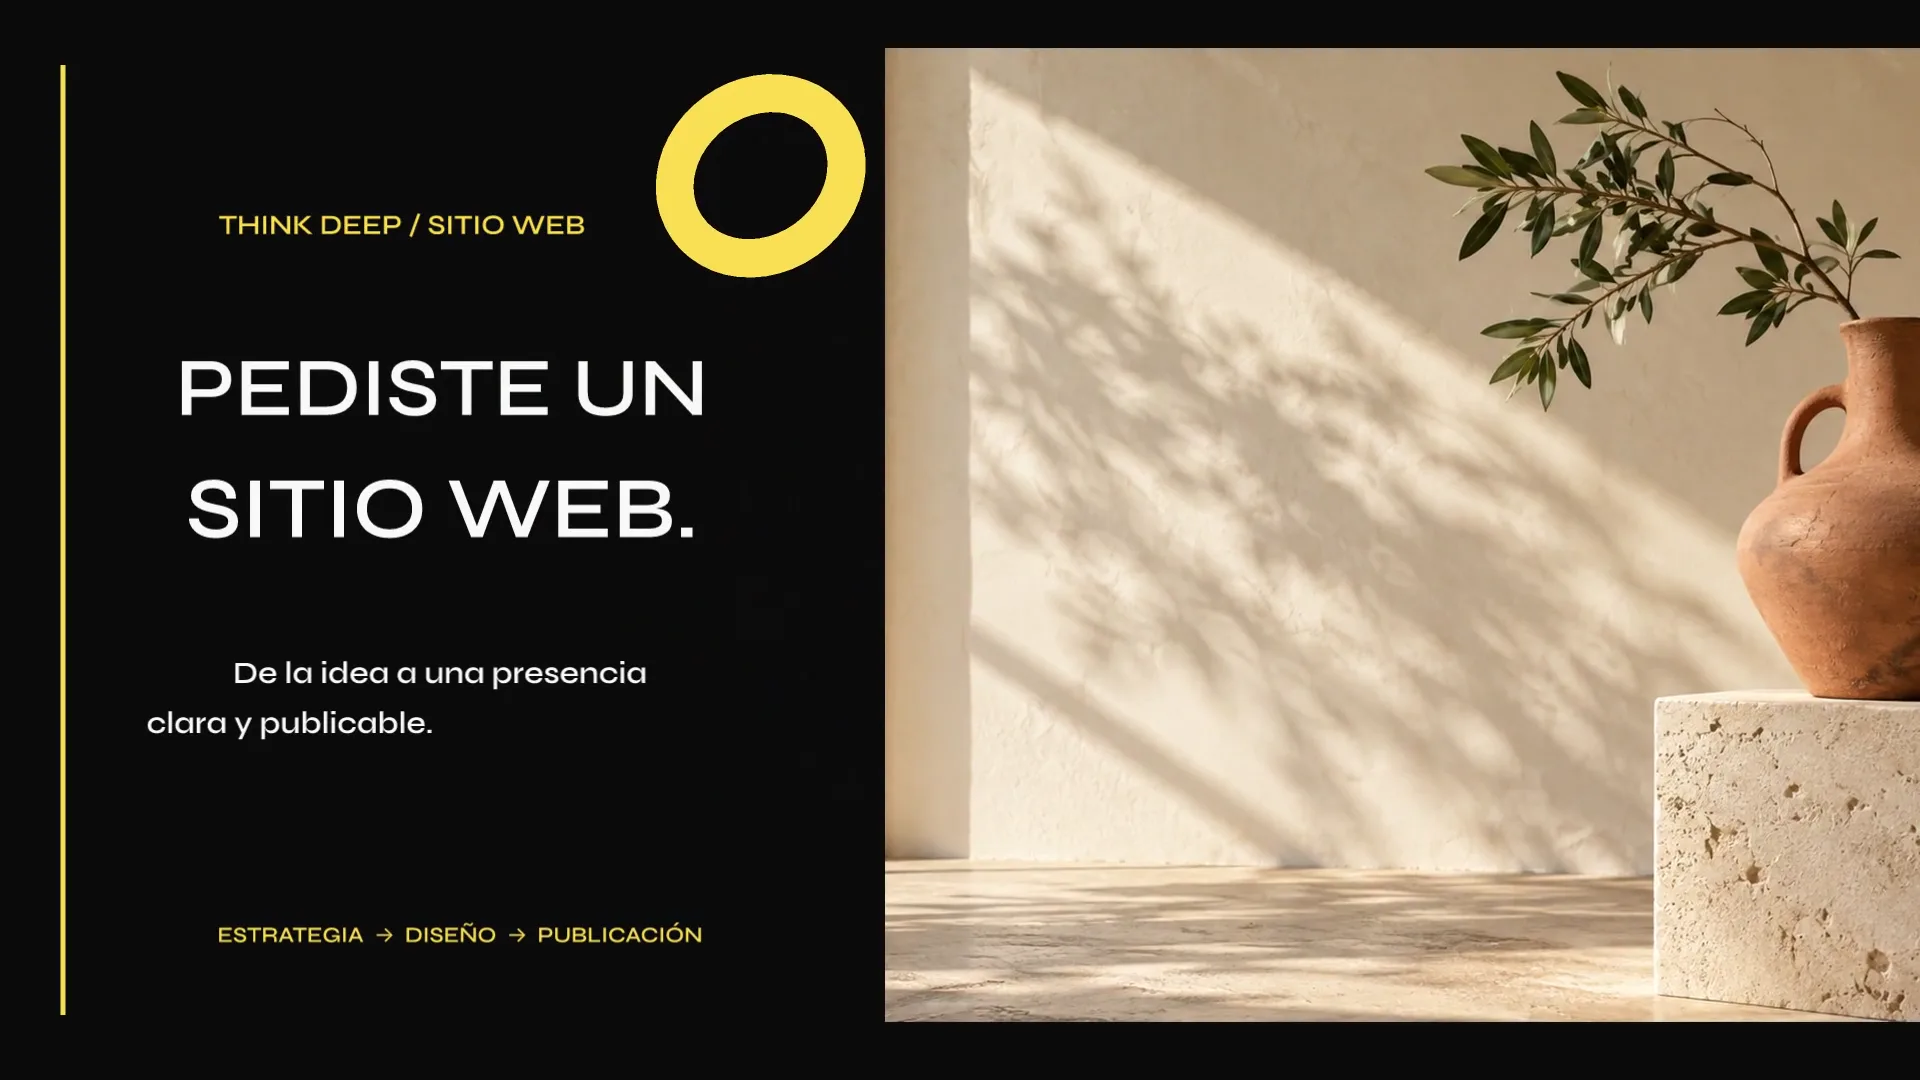 THINK DEEP / SITIO WEB
PEDISTE UN
SITIO WEB.
De la idea a una presencia
clara y publicable.
ESTRATEGIA → DISEÑO → PUBLICACIÓN